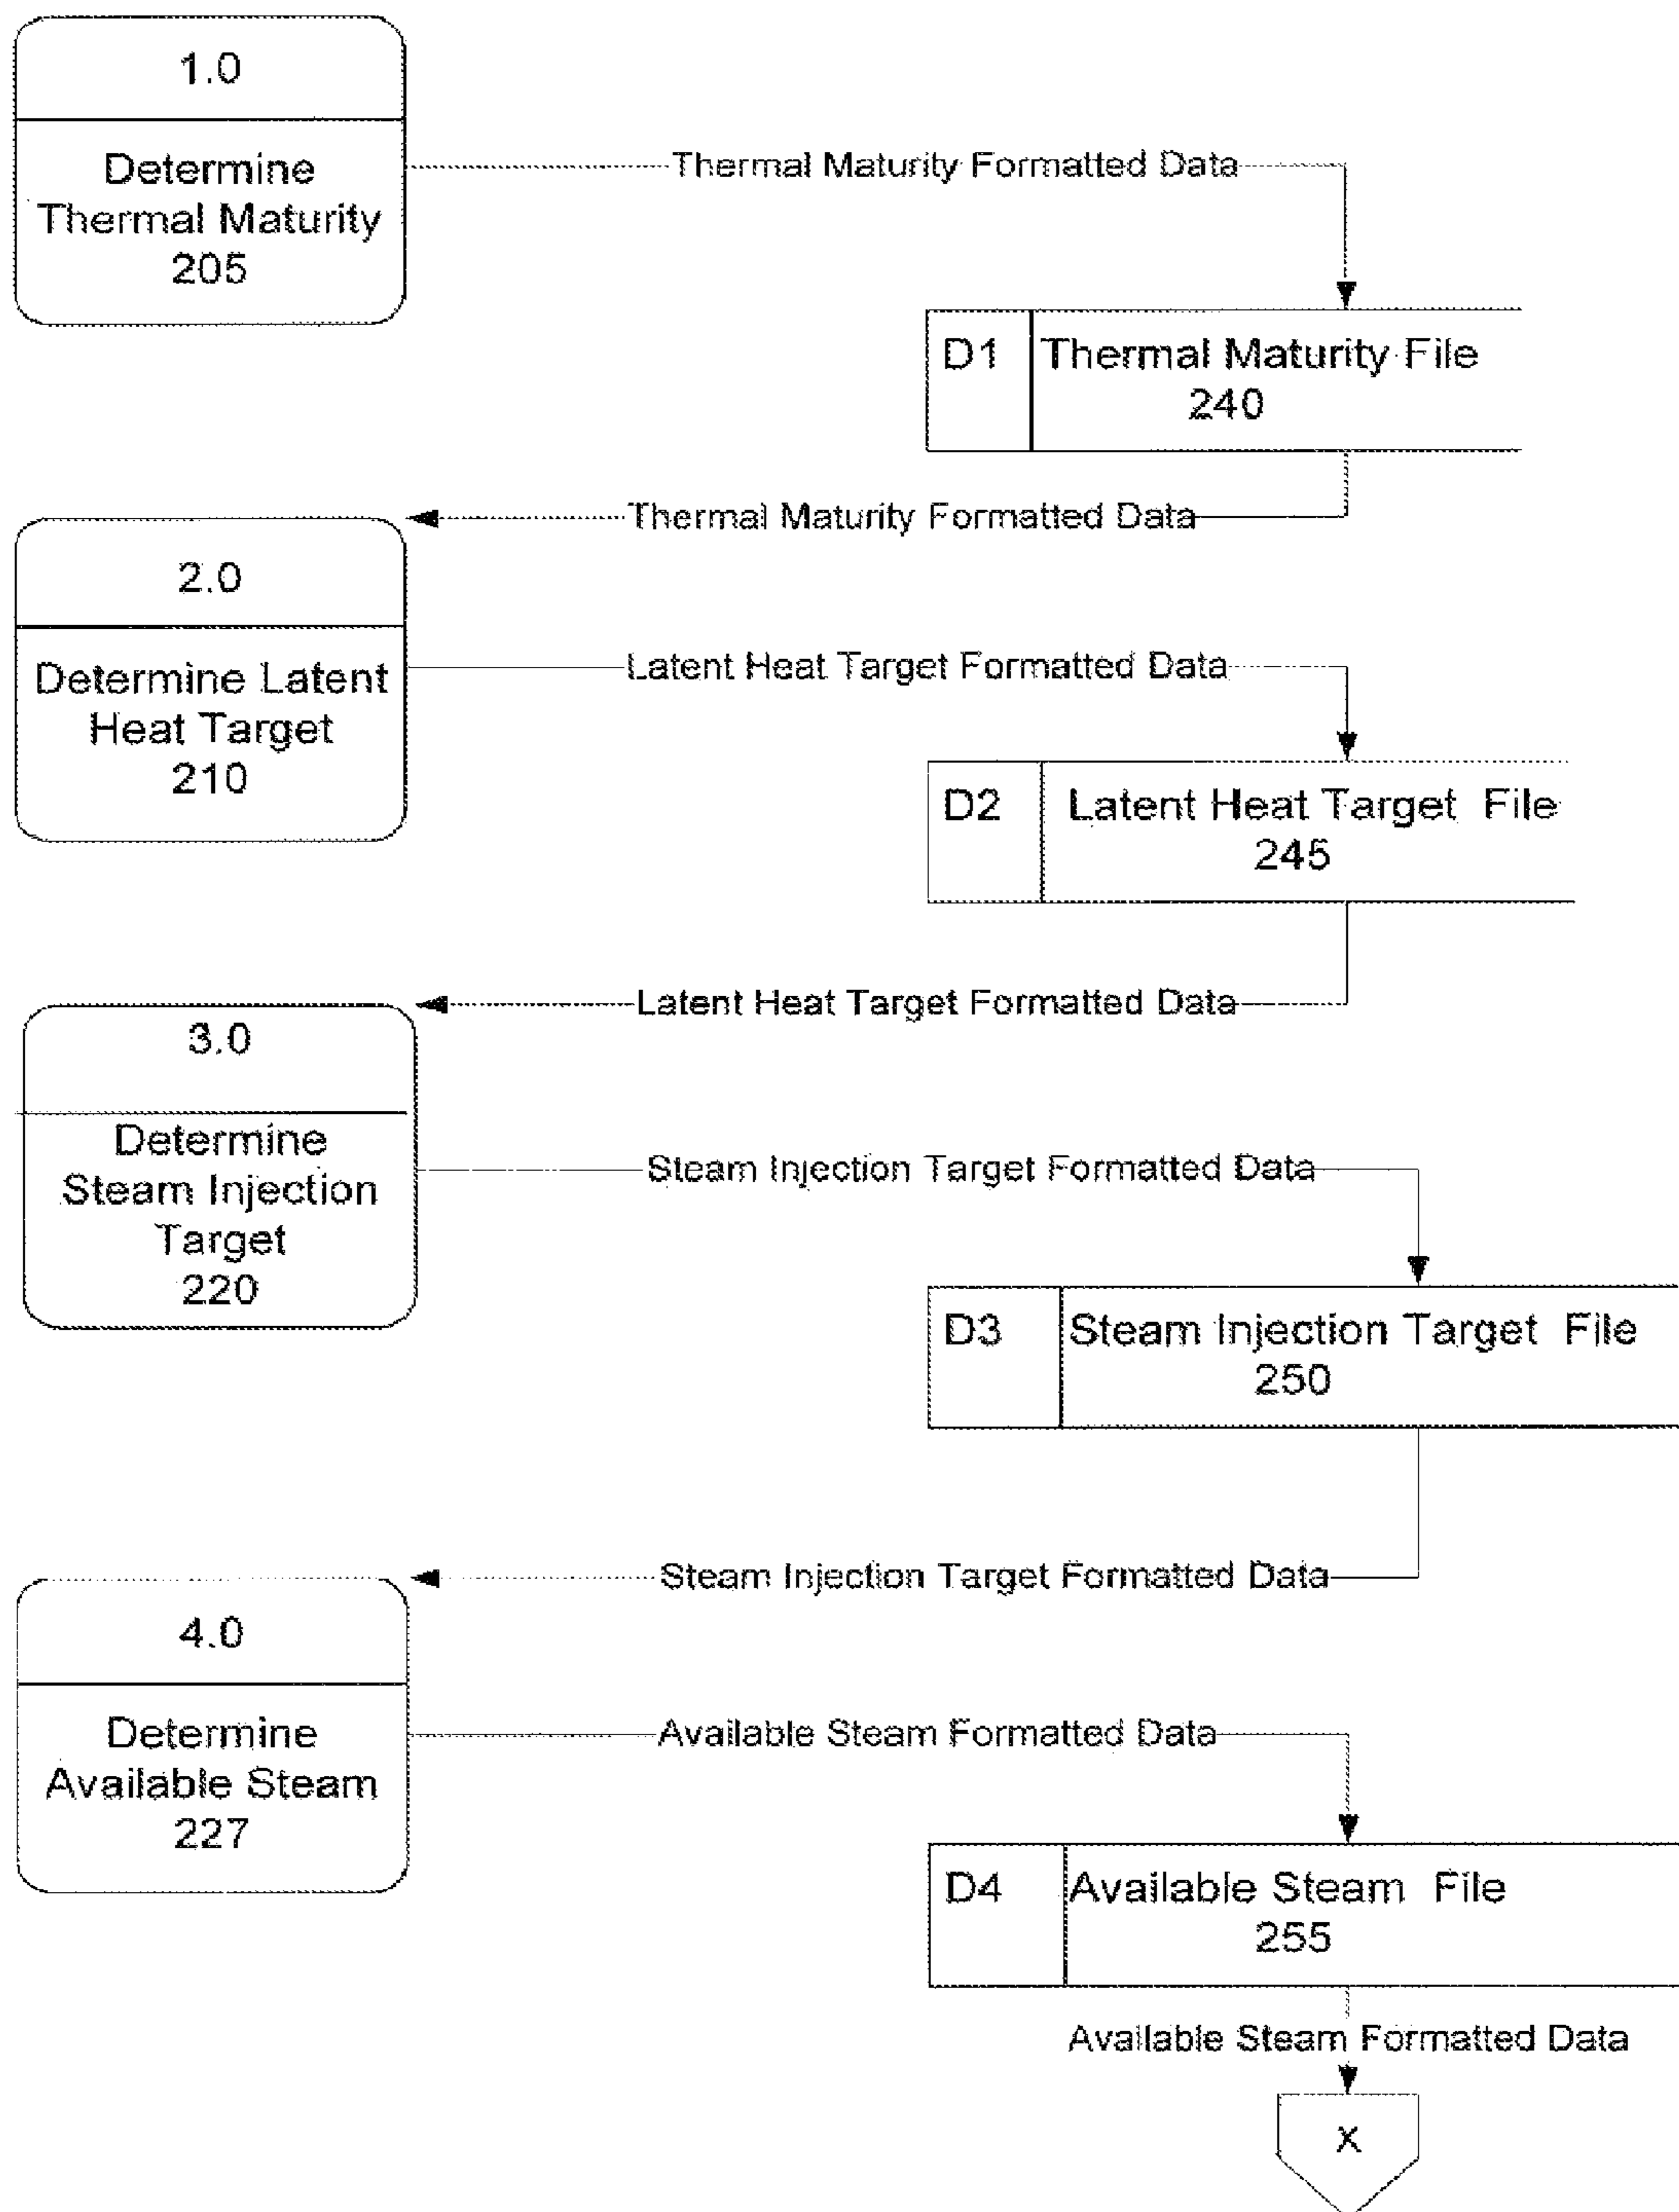 1.0
Determine
Thermal Maturity
205
Thermal Maturity Formatted Data
D1 Thermal Maturity File
240
Thermal Maturity Formatted Data
2.0
Determine Latent
Heat Target
210
Latent Heat Target Formatted Data
D2 Latent Heat Target File
245
Latent Heat Target Formatted Data
3.0
Determine
Steam Injection
Target
220
Steam Injection Target Formatted Data
D3 Steam Injection Target File
250
Steam Injection Target Formatted Data
4.0
Determine
Available Steam
227
Available Steam Formatted Data
D4 Available Steam File
255
Available Steam Formatted Data
X